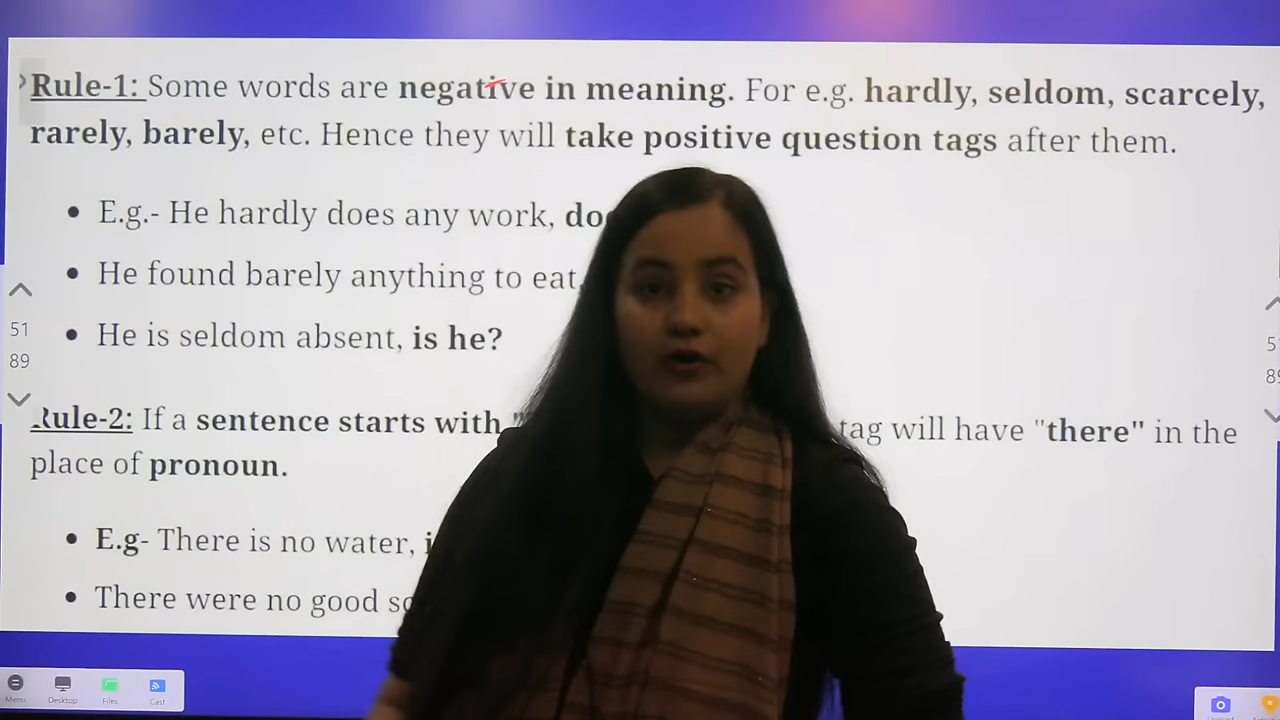 Rule-1: Some words are negative in meaning. For e.g. hardly, seldom, scarcely,
rarely, barely, etc. Hence they will take positive question tags after them.
• E.g.- He hardly does any work,
• He found barely anything to eat
51
89
• He is seldom absent, is he?
Rule-2: If a sentence starts with " tag will have "there" in the
place of pronoun.
• E.g- There is no water,
• There were no good
Menu Desktop Files Cast